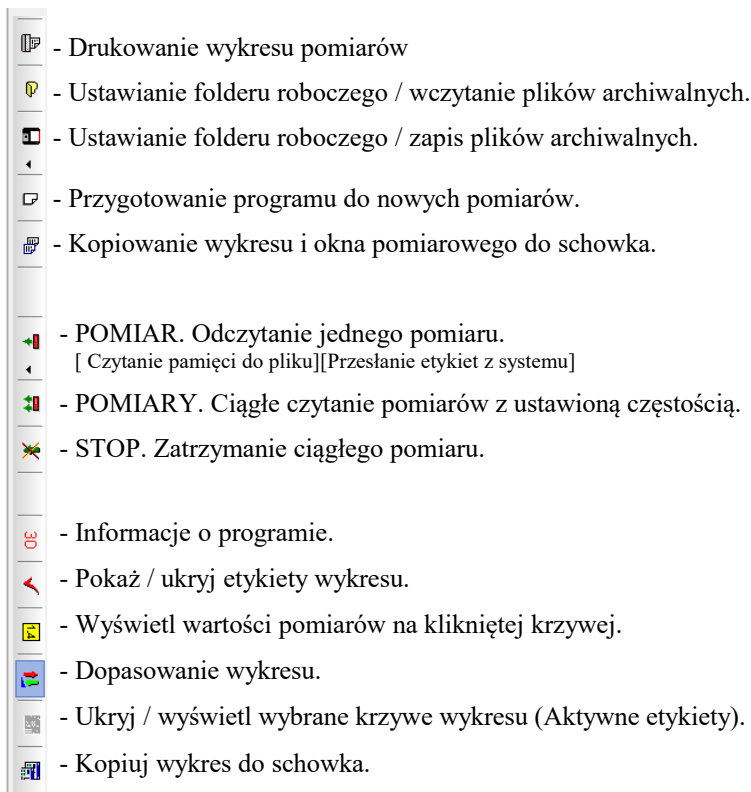 - Drukowanie wykresu pomiarów
- Ustawianie folderu roboczego / wczytanie plików archiwalnych.
- Ustawianie folderu roboczego / zapis plików archiwalnych.
- Przygotowanie programu do nowych pomiarów.
- Kopiowanie wykresu i okna pomiarowego do schowka.
- POMIAR. Odczytanie jednego pomiaru.
[ Czytanie pamięci do pliku][Przesłanie etykiet z systemu]
- POMIARY. Ciągłe czytanie pomiarów z ustawioną częstością.
- STOP. Zatrzymanie ciągłego pomiaru.
30 - Informacje o programie.
- Pokaż / ukryj etykiety wykresu.
- Wyświetl wartości pomiarów na klikniętej krzywej.
- Dopasowanie wykresu.
- Ukryj / wyświetl wybrane krzywe wykresu (Aktywne etykiety).
- Kopiuj wykres do schowka.